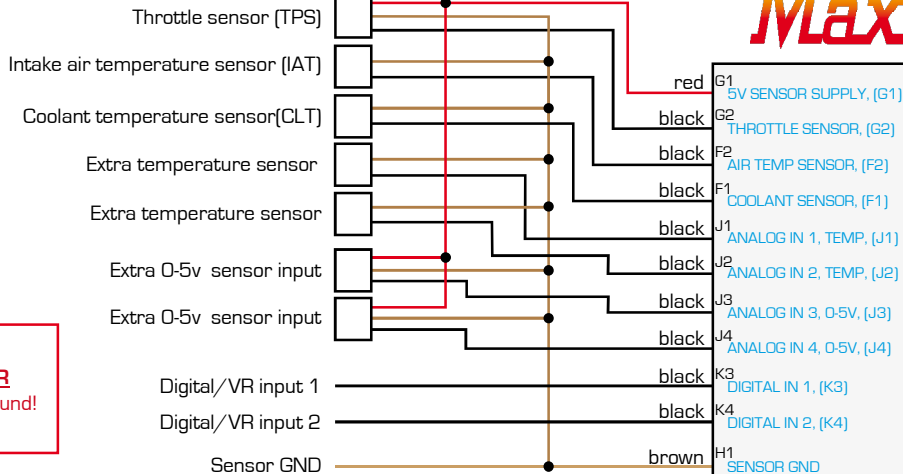 Max
Throttle sensor (TPS)
Intake air temperature sensor (IAT)
Coolant temperature sensor(CLT)
Extra temperature sensor
Extra temperature sensor
Extra 0-5v sensor input
Extra 0-5v sensor input
Digital/VR input 1
Digital/VR input 2
Sensor GND
R
und!
red G1
5V SENSOR SUPPLY, (G1)
black G2
THROTTLE SENSOR, (G2)
black F2
AIR TEMP SENSOR, (F2)
black F1
COOLANT SENSOR, (F1)
black J1
ANALOG IN 1, TEMP, (J1)
black J2
ANALOG IN 2, TEMP, (J2)
black J3
ANALOG IN 3, 0-5V, (J3)
black J4
ANALOG IN 4, 0-5V, (J4)
black K3
DIGITAL IN 1, (K3)
black K4
DIGITAL IN 2, (K4)
brown H1
SENSOR GND